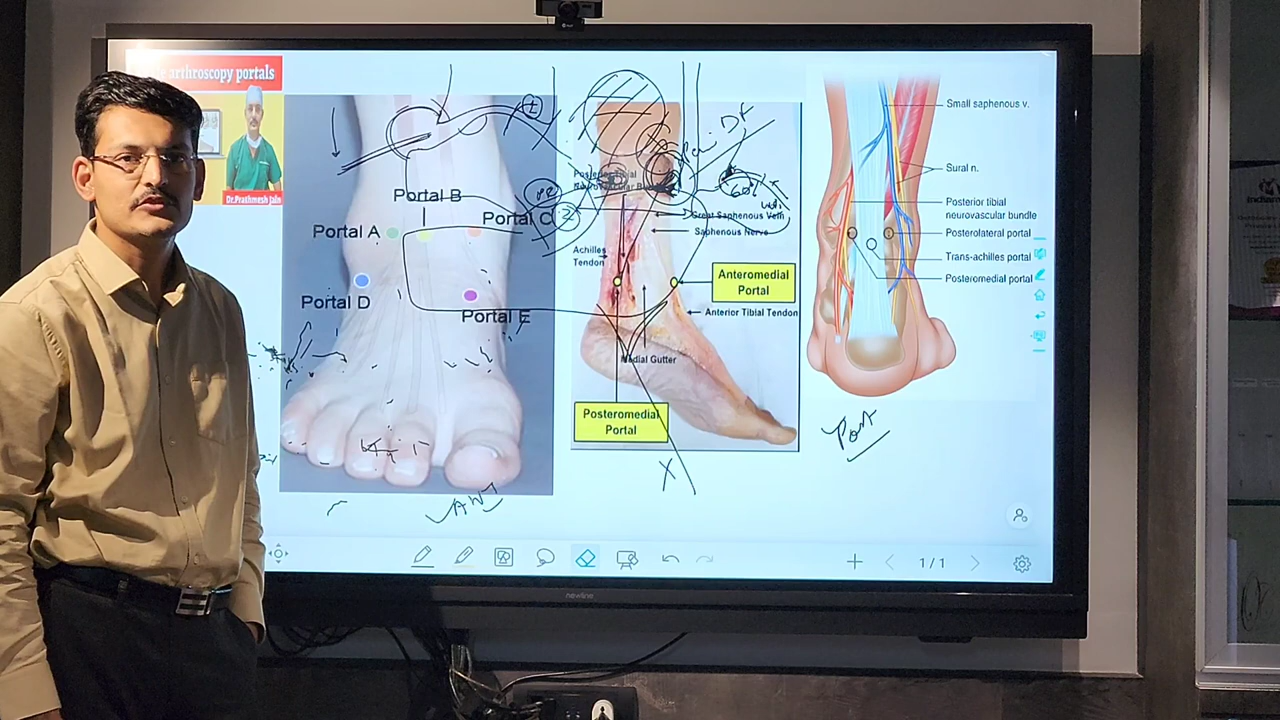 arthroscopy portals
Dr.Prathmesh Jain
Portal A
Portal B
Portal C
Portal D
Portal E
Ant
Posterior Tibial
Great Saphenous Vein
Saphenous Nerve
Achilles
Tendon
Anteromedial
Portal
Anterior Tibial Tendon
Medial Gutter
Posteromedial
Portal
X
Small saphenous v.
Sural n.
Posterior tibial
neurovascular bundle
Posterolateral portal
Trans-achilles portal
Posteromedial portal
Post
1/1
newline